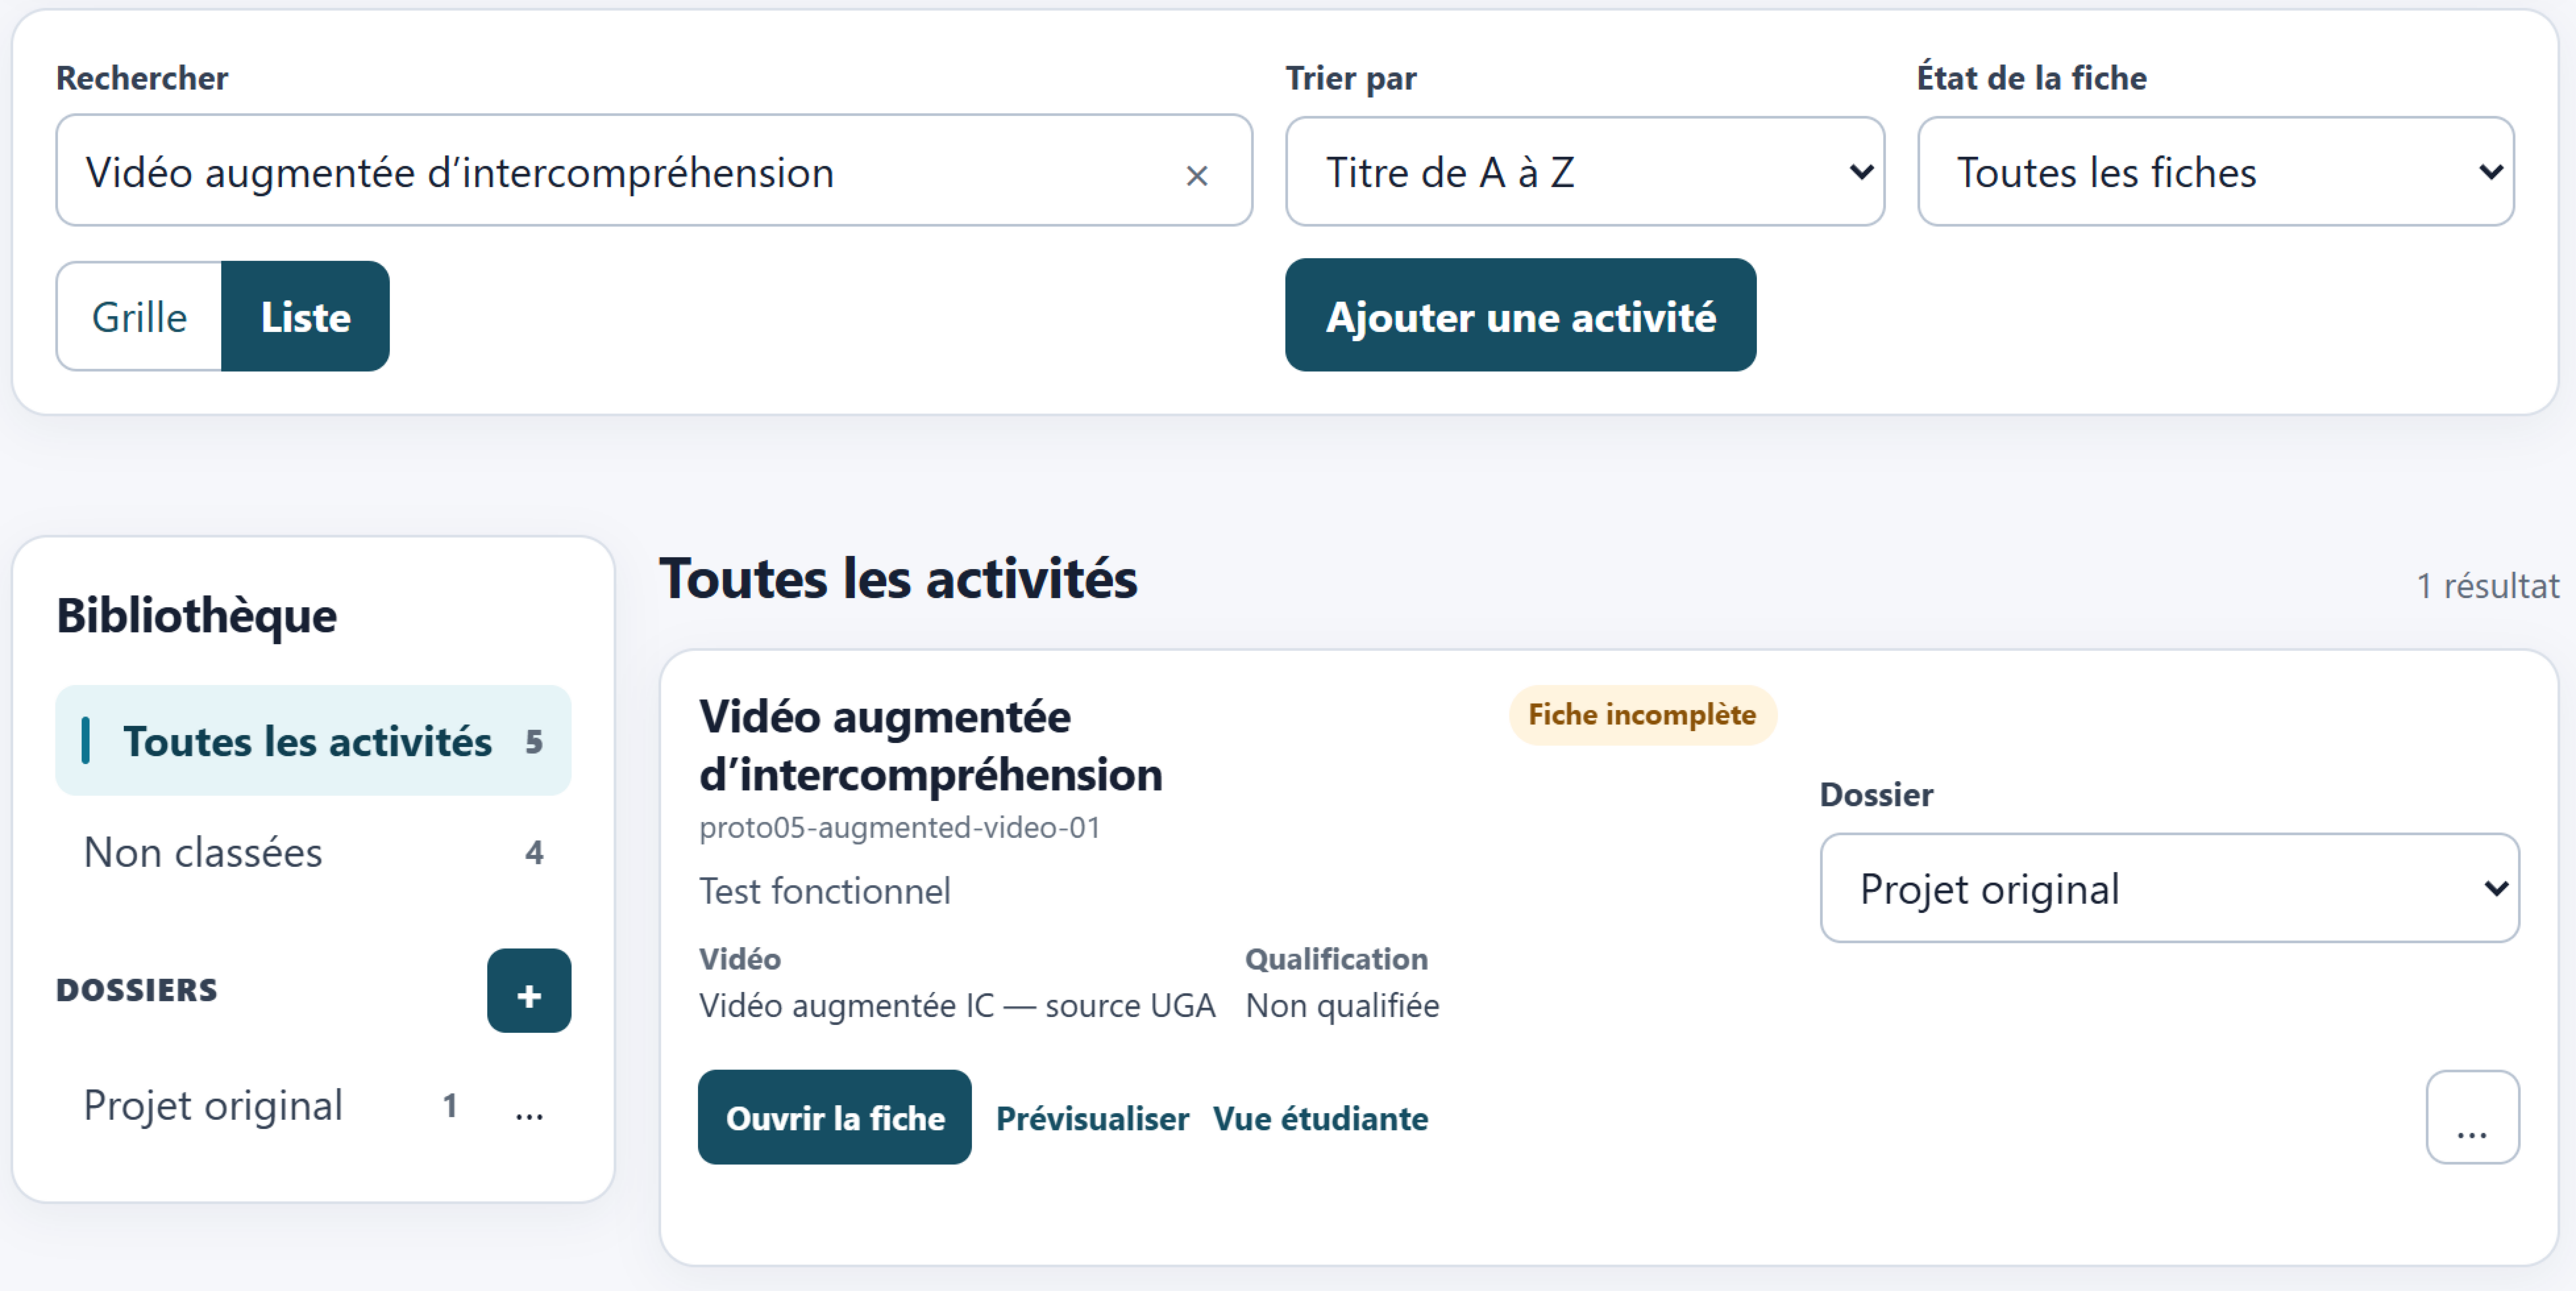 Rechercher
Trier par
État de la fiche
Vidéo augmentée d’intercompréhension ×
Titre de A à Z
Toutes les fiches
Grille
Liste
Ajouter une activité
Bibliothèque
Toutes les activités 5
Non classées 4
DOSSIERS +
Projet original 1 ...
Toutes les activités
1 résultat
Vidéo augmentée
d’intercompréhension
Fiche incomplète
proto05-augmented-video-01
Test fonctionnel
Vidéo
Vidéo augmentée IC — source UGA
Qualification
Non qualifiée
Dossier
Projet original
Ouvrir la fiche
Prévisualiser
Vue étudiante
...